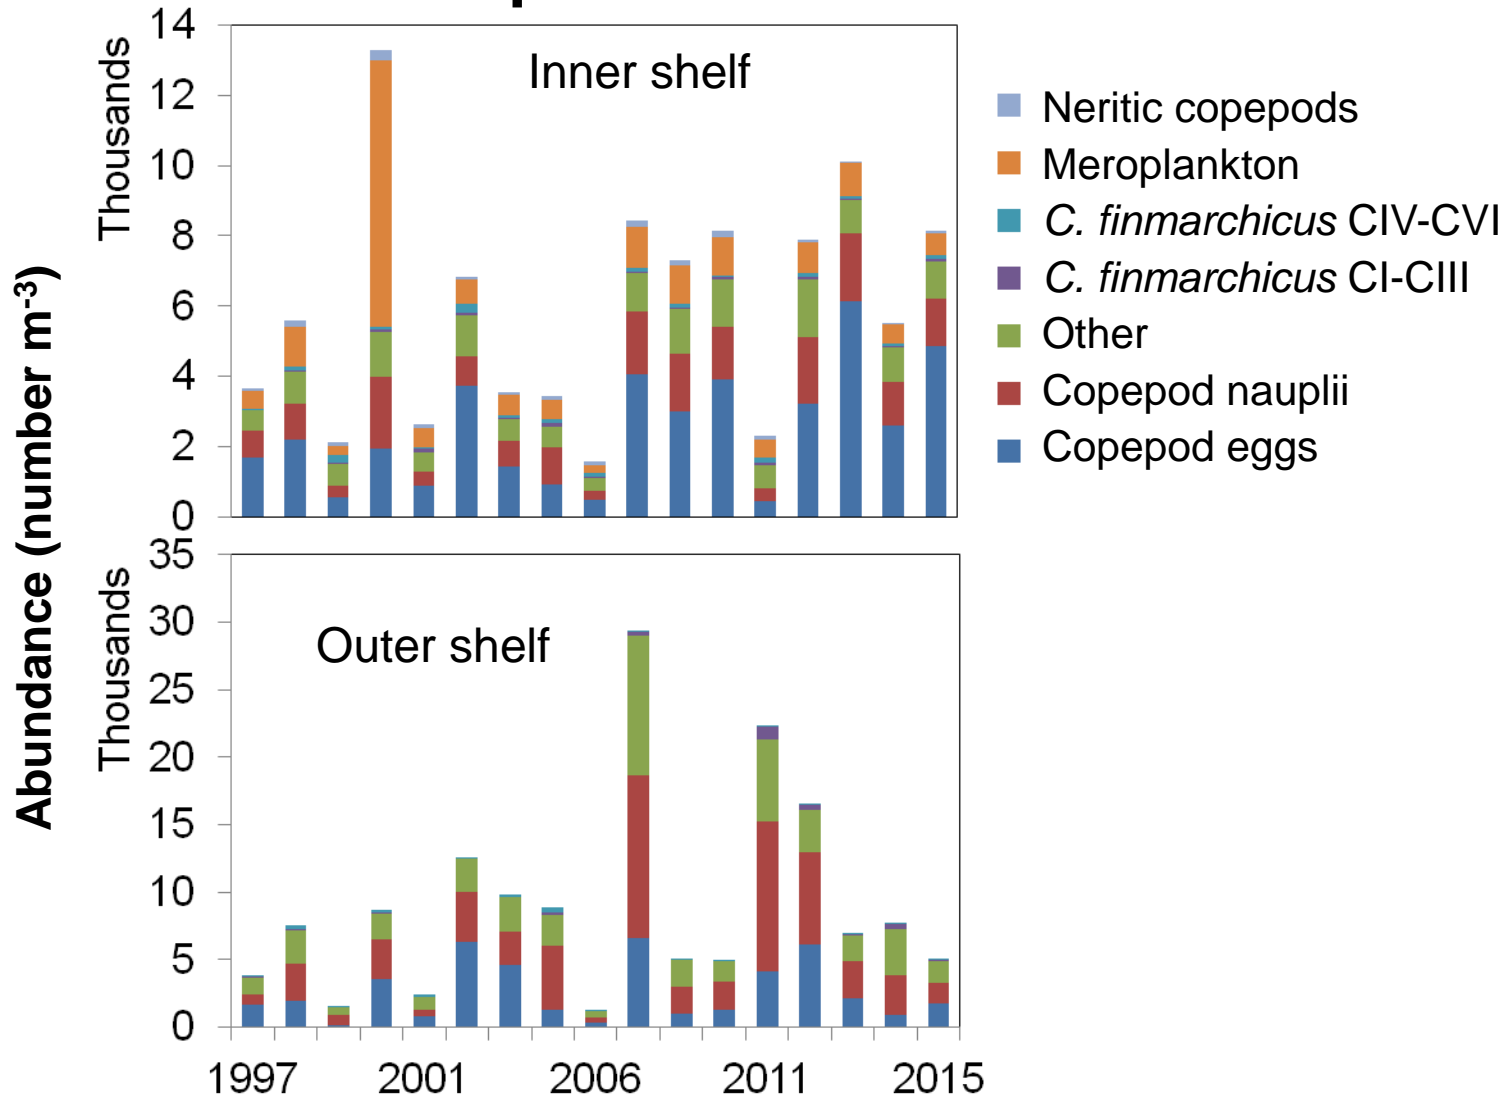 14
12
10
8
6
4
2
0
Thousands
Inner shelf
Neritic copepods
Meroplankton
C. finmarchicus CIV-CVI
C. finmarchicus CI-CIII
Other
Copepod nauplii
Copepod eggs
Abundance (number m-3)
35
30
25
20
15
10
5
0
Thousands
Outer shelf
1997 2001 2006 2011 2015